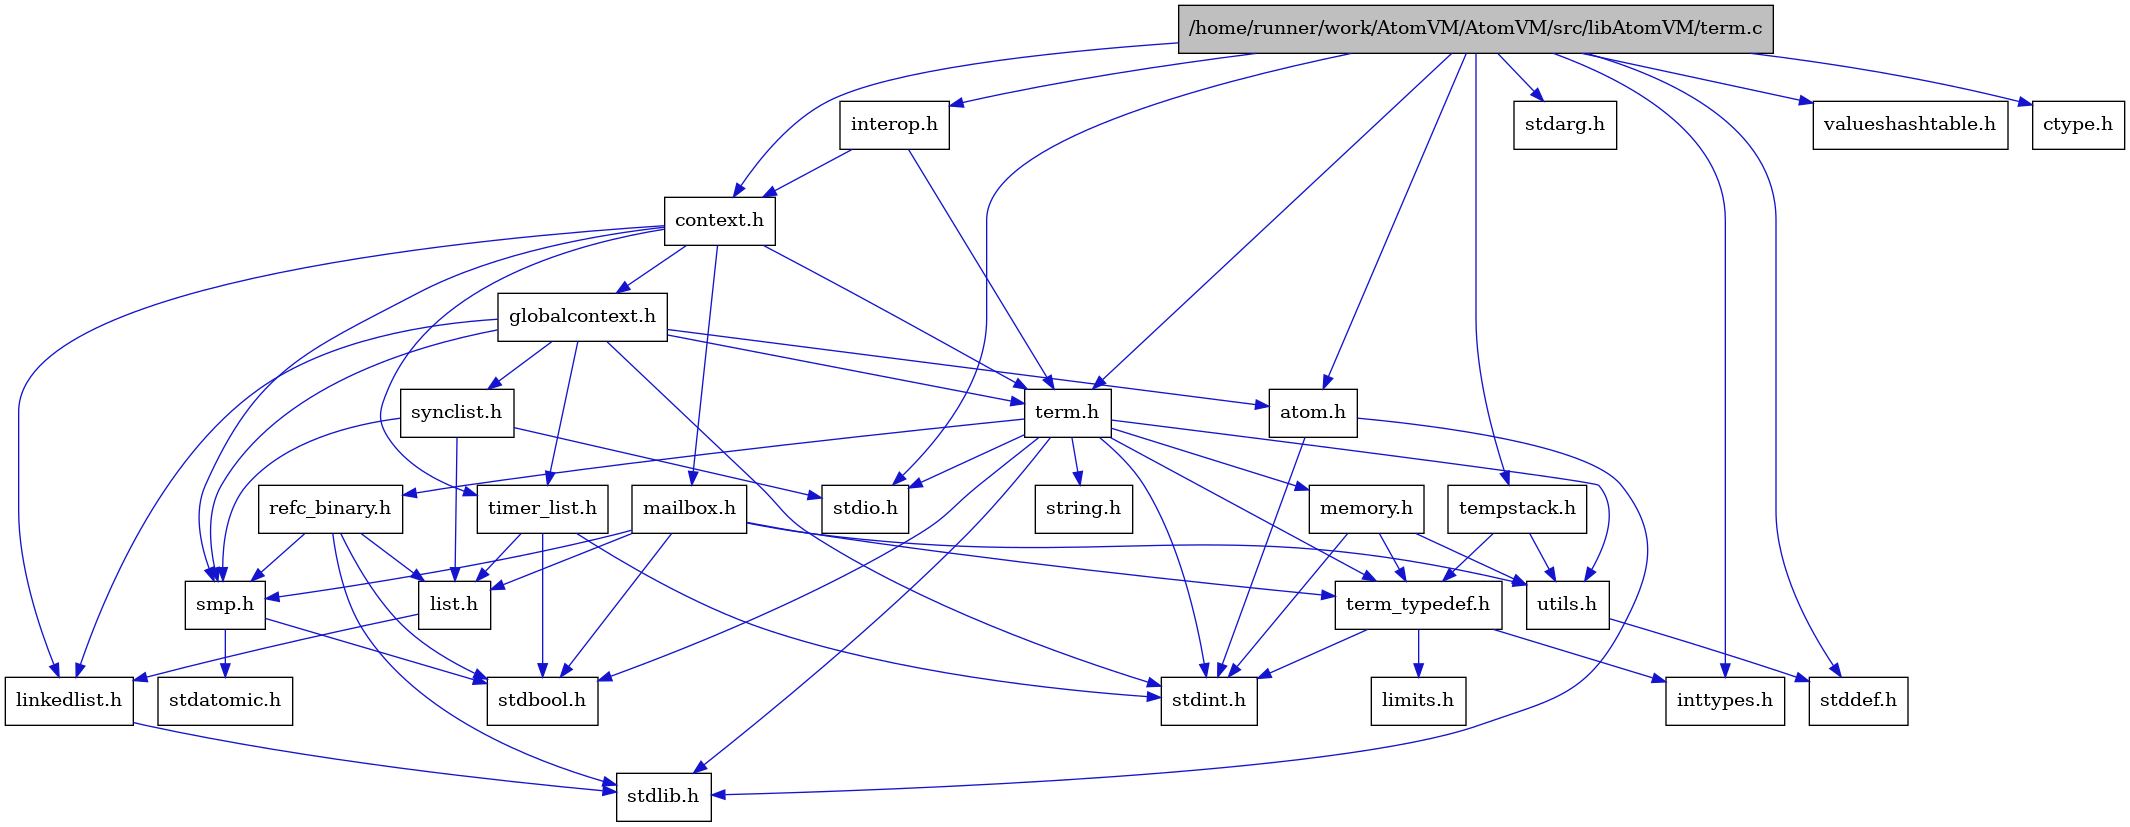 /home/runner/work/AtomVM/AtomVM/src/libAtomVM/term.c
interop.h
stdarg.h
valueshashtable.h
ctype.h
context.h
globalcontext.h
synclist.h
term.h
atom.h
refc_binary.h
timer_list.h
mailbox.h
stdio.h
string.h
memory.h
tempstack.h
smp.h
list.h
term_typedef.h
utils.h
linkedlist.h
stdatomic.h
stdbool.h
stdint.h
limits.h
inttypes.h
stddef.h
stdlib.h